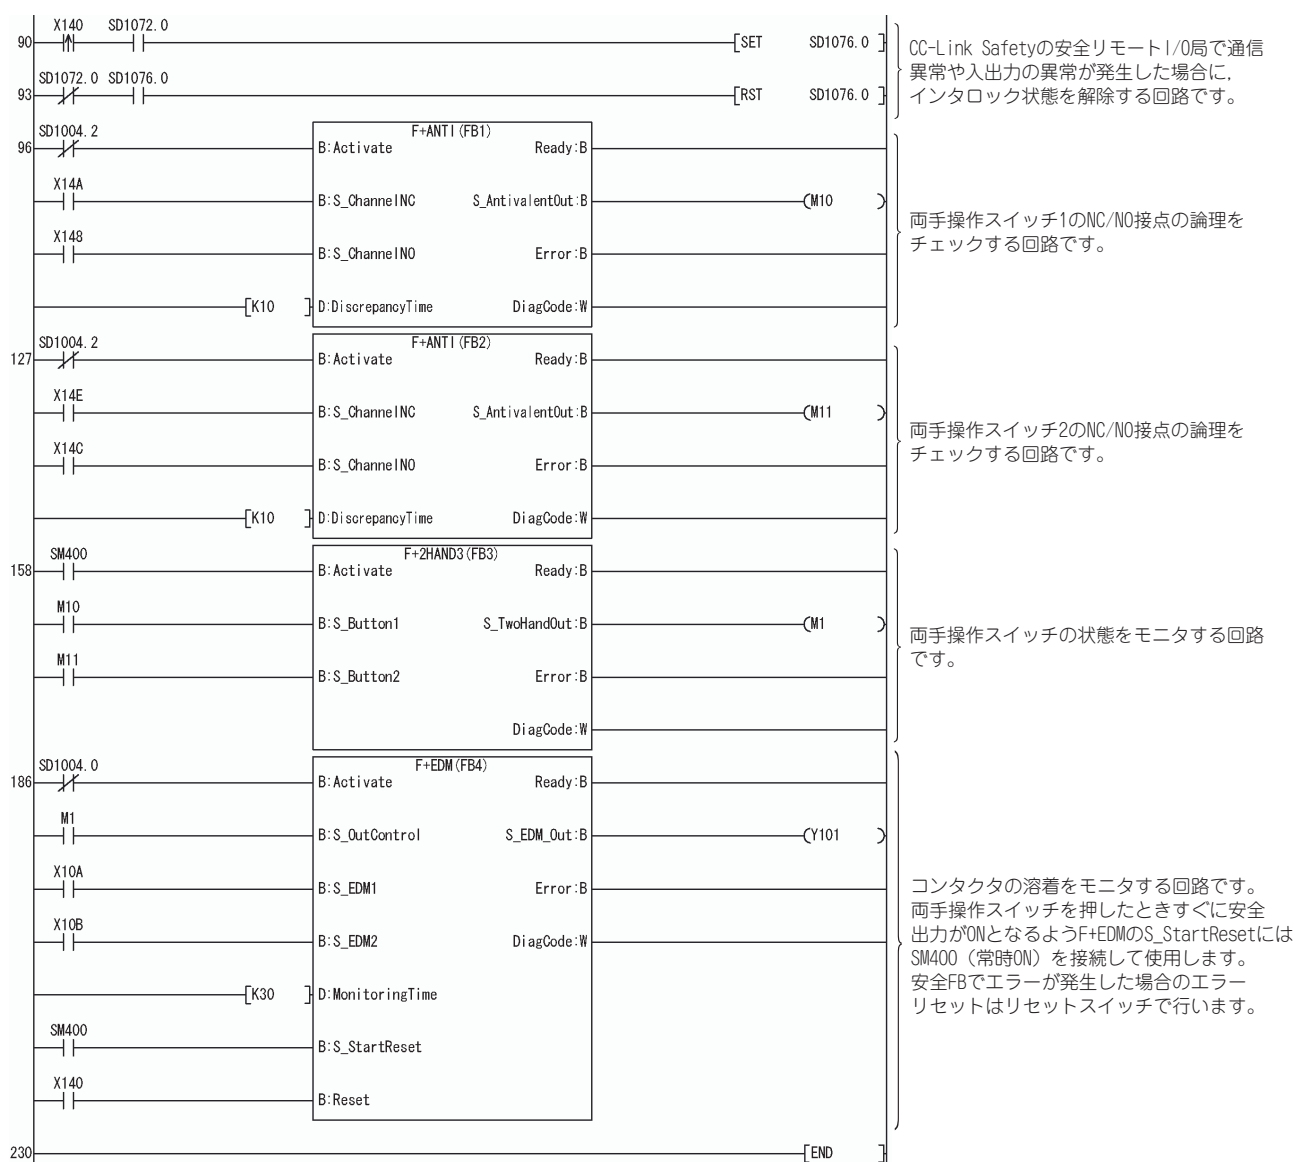 X140 SD1072.0
90 SET SD1076.0
CC-Link Safetyの安全リモートI/O局で通信
異常や入出力の異常が発生した場合に,
インタロック状態を解除する回路です。
SD1072.0 SD1076.0
93 RST SD1076.0
SD1004.2 F+ANTI(FB1)
96 B:Activate Ready:B
X14A
B:S_ChannelNC S_AntivalentOut:B M10
X148
B:S_ChannelNO Error:B
K10 D:DiscrepancyTime DiagCode:W
両手操作スイッチ1のNC/NO接点の論理を
チェックする回路です。
SD1004.2 F+ANTI(FB2)
127 B:Activate Ready:B
X14E
B:S_ChannelNC S_AntivalentOut:B M11
X14C
B:S_ChannelNO Error:B
K10 D:DiscrepancyTime DiagCode:W
両手操作スイッチ2のNC/NO接点の論理を
チェックする回路です。
SM400 F+2HAND3(FB3)
158 B:Activate Ready:B
M10
B:S_Button1 S_TwoHandOut:B M1
M11
B:S_Button2 Error:B
DiagCode:W
両手操作スイッチの状態をモニタする回路
です。
SD1004.0 F+EDM(FB4)
186 B:Activate Ready:B
M1
B:S_OutControl S_EDM_Out:B Y101
X10A
B:S_EDM1 Error:B
X10B
B:S_EDM2 DiagCode:W
K30 D:MonitoringTime
SM400
B:S_StartReset
X140
B:Reset
コンタクタの溶着をモニタする回路です。
両手操作スイッチを押したときすぐに安全
出力がONとなるようF+EDMのS_StartResetには
SM400（常時ON）を接続して使用します。
安全FBでエラーが発生した場合のエラー
リセットはリセットスイッチで行います。
230 END